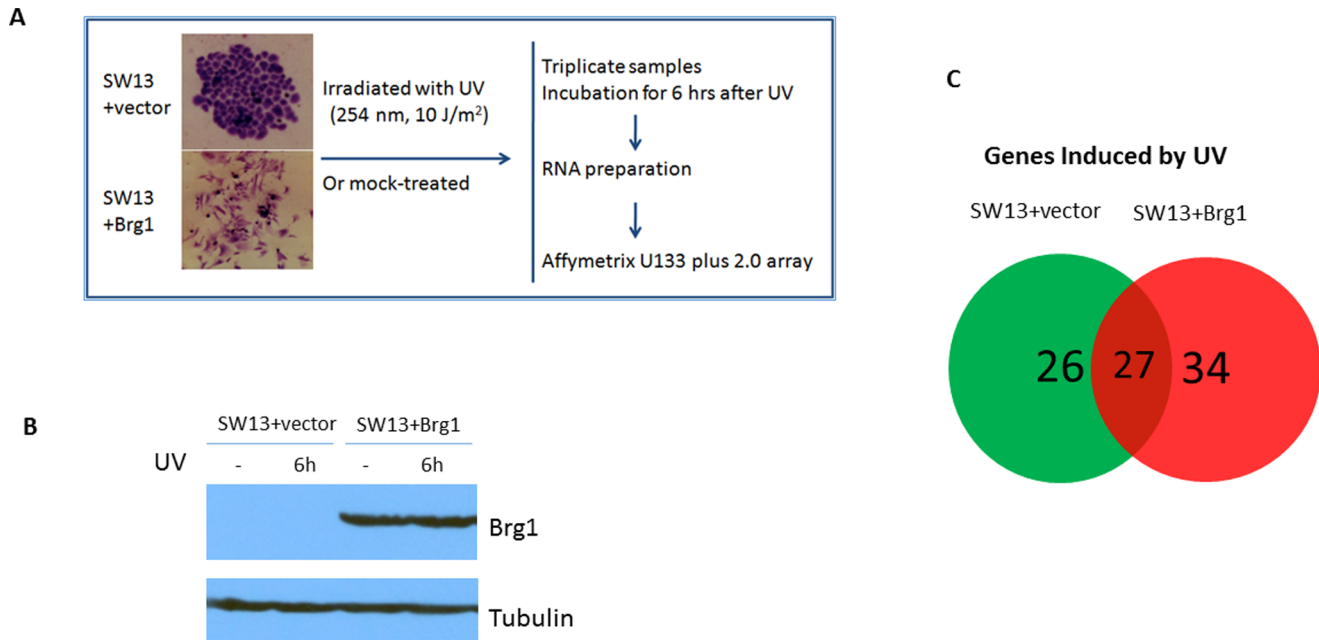 A
SW13
+vector
SW13
+Brg1
Irradiated with UV
(254 nm, 10 J/m²)
Or mock-treated
Triplicate samples
Incubation for 6 hrs after UV
RNA preparation
Affymetrix U133 plus 2.0 array
B
SW13+vector SW13+Brg1
UV - 6h - 6h
Brg1
Tubulin
C
Genes Induced by UV
SW13+vector SW13+Brg1
26 27 34